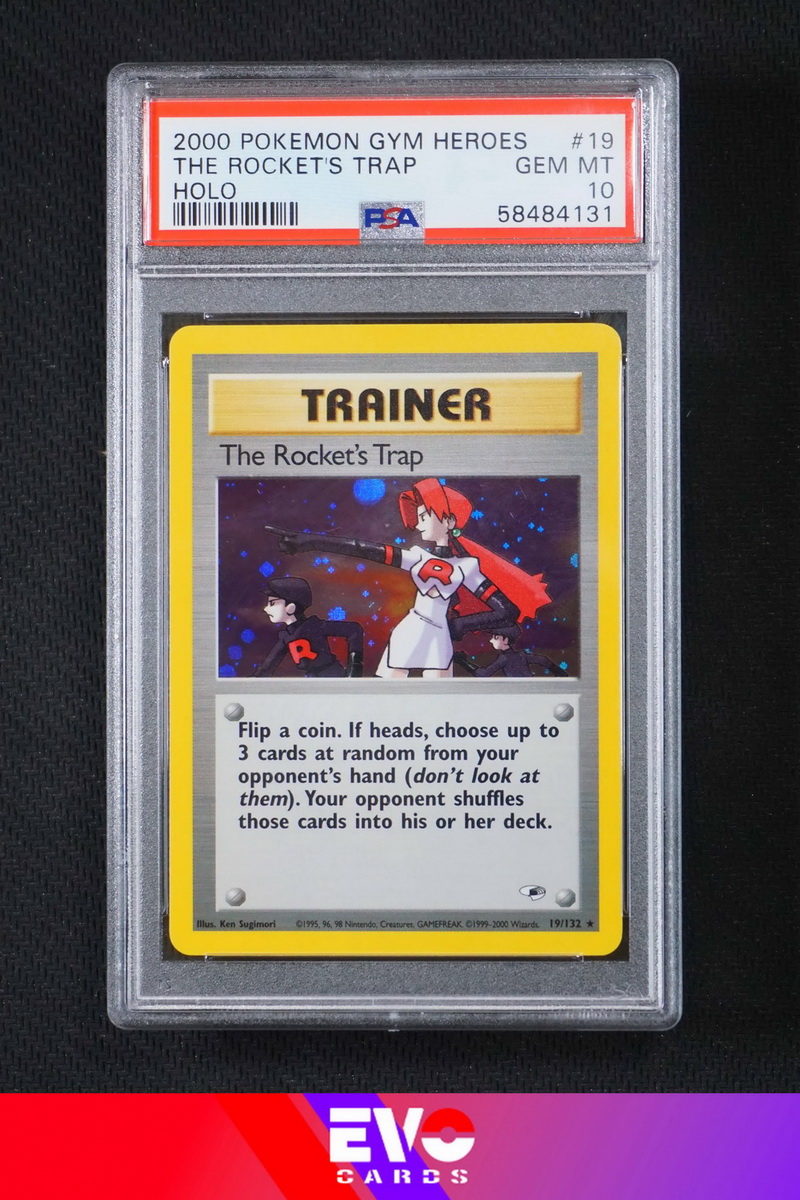 2000 POKEMON GYM HEROES #19
THE ROCKET'S TRAP GEM MT
HOLO 10
PSA 58484131
TRAINER
The Rocket's Trap
R
R
Flip a coin. If heads, choose up to
3 cards at random from your
opponent's hand (don't look at
them). Your opponent shuffles
those cards into his or her deck.
Illus. Ken Sugimori ©1995, 96, 98 Nintendo, Creatures, GAMEFREAK. ©1999-2000 Wizards. 19/132 ★
EVO
CARDS